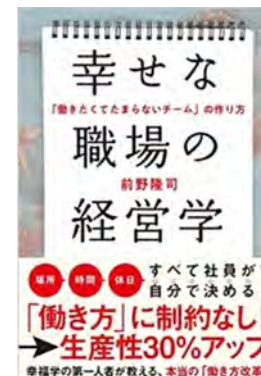 幸せな
「働きたくてたまらないチーム」の作り方
職場の
前野隆司
経営学
場所 時間 休日 すべて社員が
自分で決める
「働き方」に制約なし
→生産性30%アップ
幸福学の第一人者が教える、本当の「働き方改革